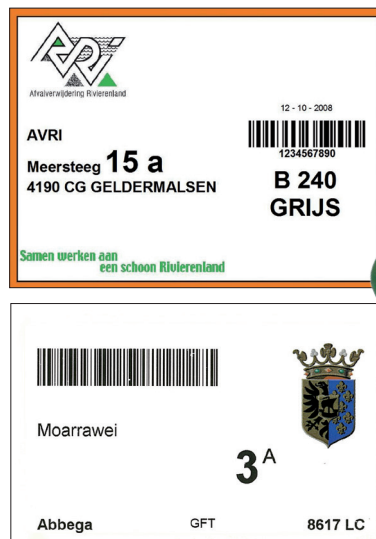 Afvalverwijdering Rivierenland
12 - 10 - 2008
AVRI
1234567890
Meersteeg 15 a
4190 CG GELDERMALSEN
B 240
GRIJS
Samen werken aan
een schoon Rivierenland
Moarrawei
3A
Abbega GFT 8617 LC